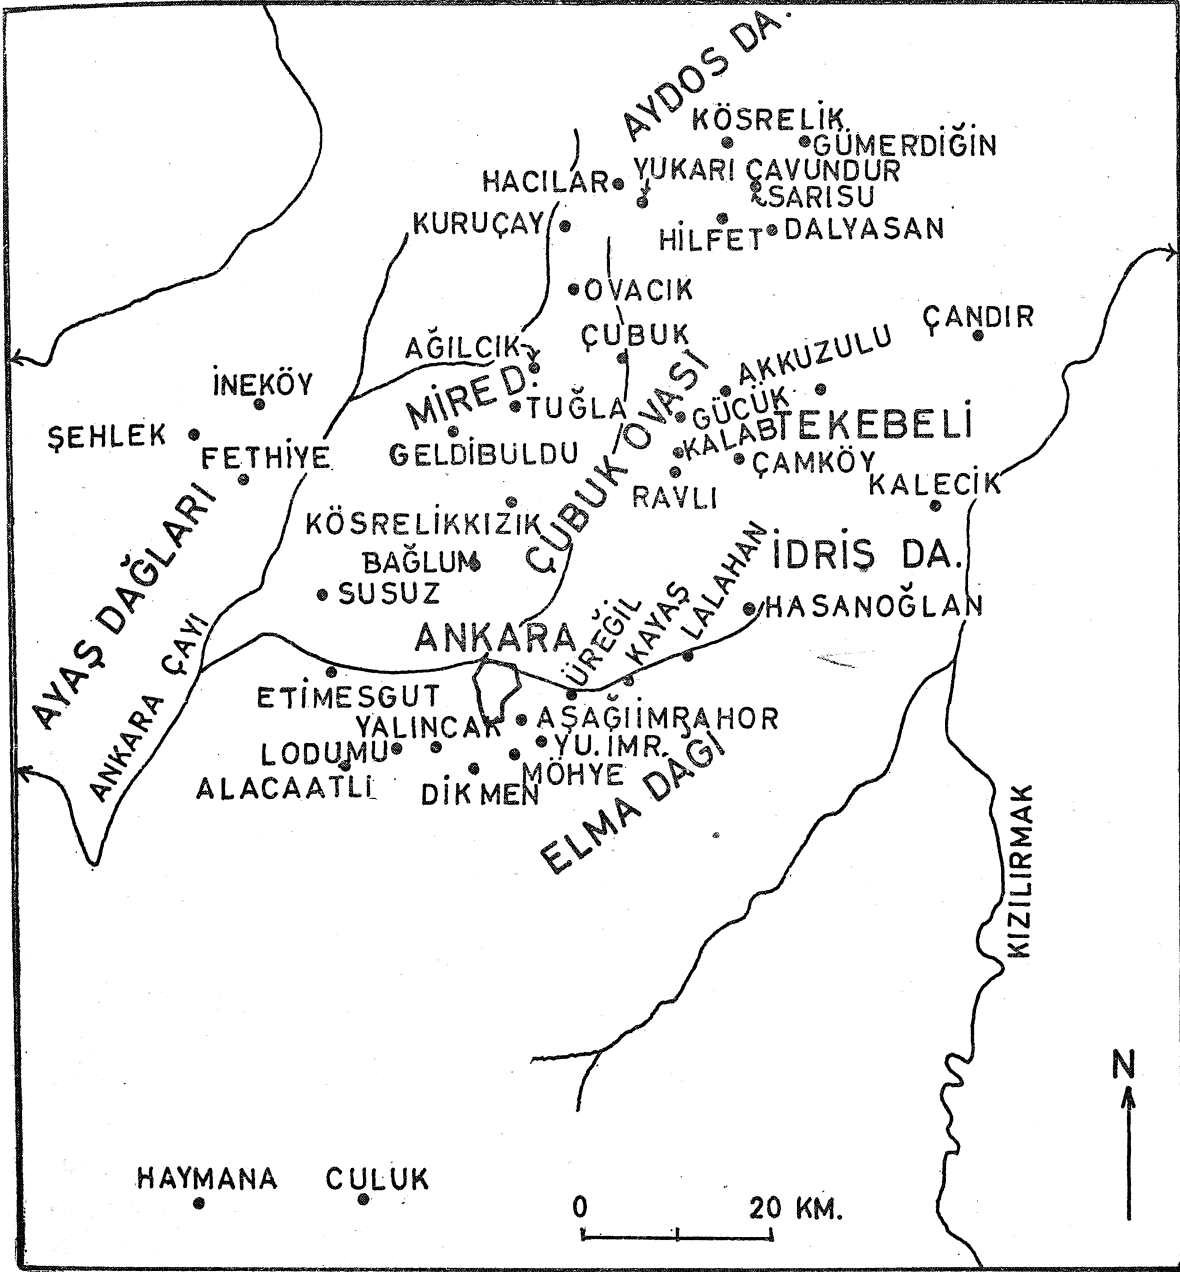 AYDOS DA.
KÖSRELİK
GÜMERDİĞİN
HACILAR
YUKARI ÇAVUNDUR
SARISU
KURUÇAY
HİLFET
DALYASAN
OVACIK
ÇANDIR
AĞILCIK
ÇUBUK
AKKUZULU
İNEKÖY
MİRE D.
TUĞLA
GÜCÜK
TEKEBELİ
ŞEHLEK
GELDİBULDU
ÇUBUK OVASI
KALABA
FETHİYE
ÇAMKÖY
RAVLI
KALECİK
AYAŞ DAĞLARI
KÖSRELİKKIZIK
BAĞLUM
İDRİS DA.
SUSUZ
LALAHAN
HASANOĞLAN
ANKARA
ÜREĞİL
KAYAŞ
ANKARA ÇAYI
ETİMESGUT
YALINCAK
AŞAĞIİMRAHOR
LODUMU
YU. İMR.
ALACAATLI
DİKMEN
MÖHYE
ELMA DAĞI
KIZILIRMAK
N
HAYMANA
CULUK
0
20 KM.